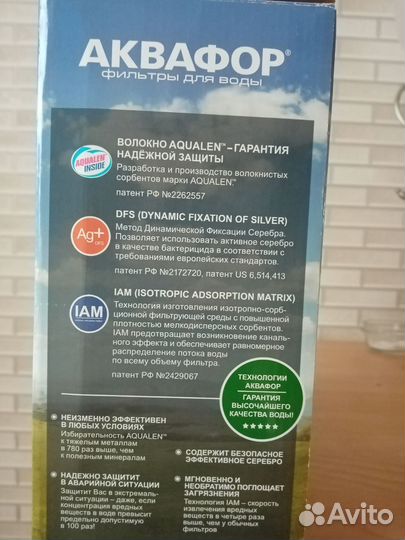 АКВАФОР®
ФИЛЬТРЫ ДЛЯ ВОДЫ
AQUALEN™
INSIDE
ВОЛОКНО AQUALEN™ – ГАРАНТИЯ
НАДЁЖНОЙ ЗАЩИТЫ
Разработка и производство волокнистых
сорбентов марки AQUALEN™
патент РФ №2262557
Ag+
DFS
DFS (DYNAMIC FIXATION OF SILVER)
Метод Динамической Фиксации Серебра.
Позволяет использовать активное серебро
в качестве бактерицида в соответствии с
требованиями европейских стандартов.
патент РФ №2172720, патент US 6,514,413
IAM
IAM (ISOTROPIC ADSORPTION MATRIX)
Технология изготовления изотропно-сорб-
ционной фильтрующей среды с повышенной
плотностью мелкодисперсных сорбентов.
IAM предотвращает возникновение каналь-
ного эффекта и обеспечивает равномерное
распределение потока воды
по всему объему фильтра.
патент РФ №2429067
ТЕХНОЛОГИИ
АКВАФОР
ГАРАНТИЯ
ВЫСОЧАЙШЕГО
КАЧЕСТВА ВОДЫ!
НЕИЗМЕННО ЭФФЕКТИВЕН
В ЛЮБЫХ УСЛОВИЯХ
Избирательность AQUALEN™
к тяжелым металлам
в 780 раз выше, чем
к полезным минералам
СОДЕРЖИТ БЕЗОПАСНОЕ
ЭФФЕКТИВНОЕ СЕРЕБРО
НАДЕЖНО ЗАЩИТИТ
В АВАРИЙНОЙ СИТУАЦИИ
Защитит Вас в экстремаль-
ной ситуации – даже, если
концентрация вредных
веществ в воде превысит
предельно допустимую
в 100 раз!
МГНОВЕННО И
НЕОБРАТИМО ПОГЛОЩАЕТ
ЗАГРЯЗНЕНИЯ
Технология IAM – скорость
извлечения вредных
веществ в четыре раза
выше, чем у обычных
фильтров
Avito